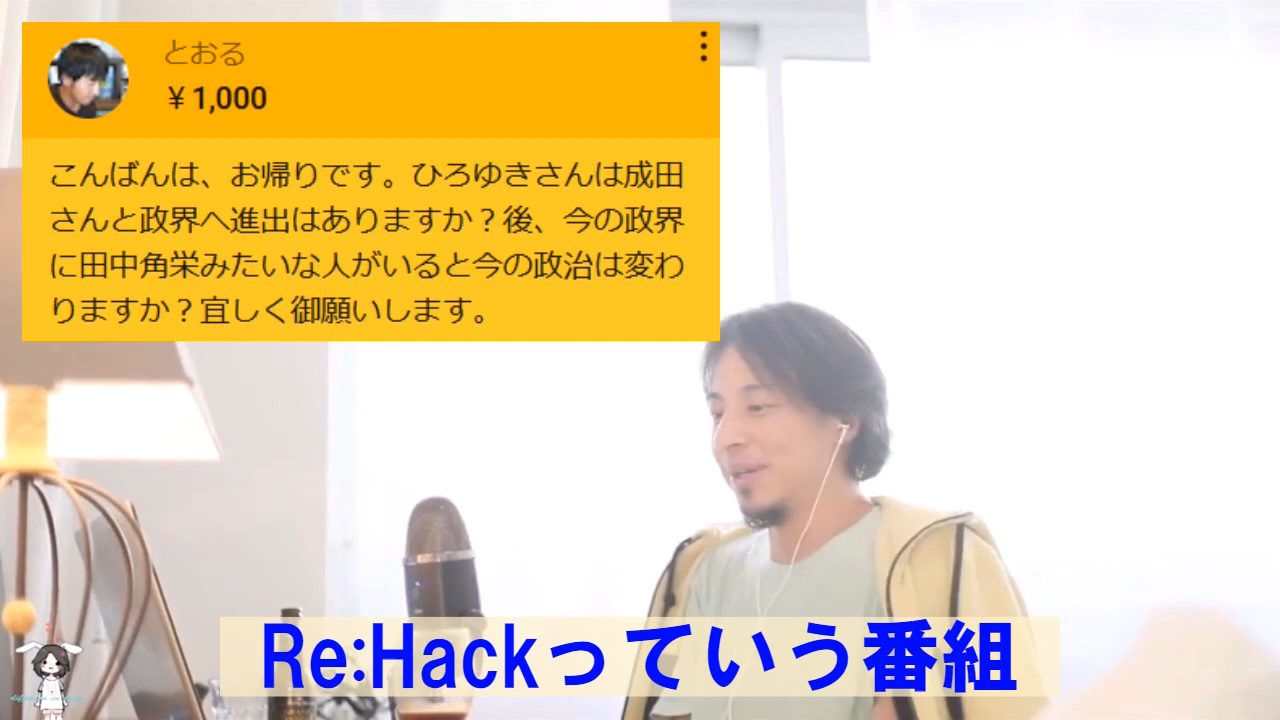 とおる
￥1,000
こんばんは、お帰りです。ひろゆきさんは成田
さんと政界へ進出はありますか？後、今の政界
に田中角栄みたいな人がいると今の政治は変わ
りますか？宜しく御願いします。
Re:Hackっていう番組